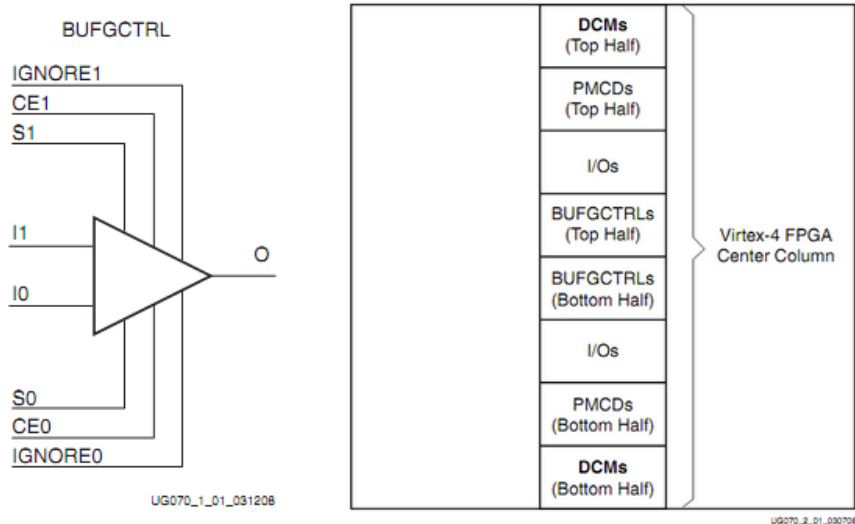 BUFGCTRL
IGNORE1
CE1
S1
I1
I0
O
S0
CE0
IGNORE0
UG070_1_01_031208
DCMs
(Top Half)
PMCDs
(Top Half)
I/Os
BUFGCTRLs
(Top Half)
BUFGCTRLs
(Bottom Half)
I/Os
PMCDs
(Bottom Half)
DCMs
(Bottom Half)
Virtex-4 FPGA
Center Column
UG070_2_01_030708